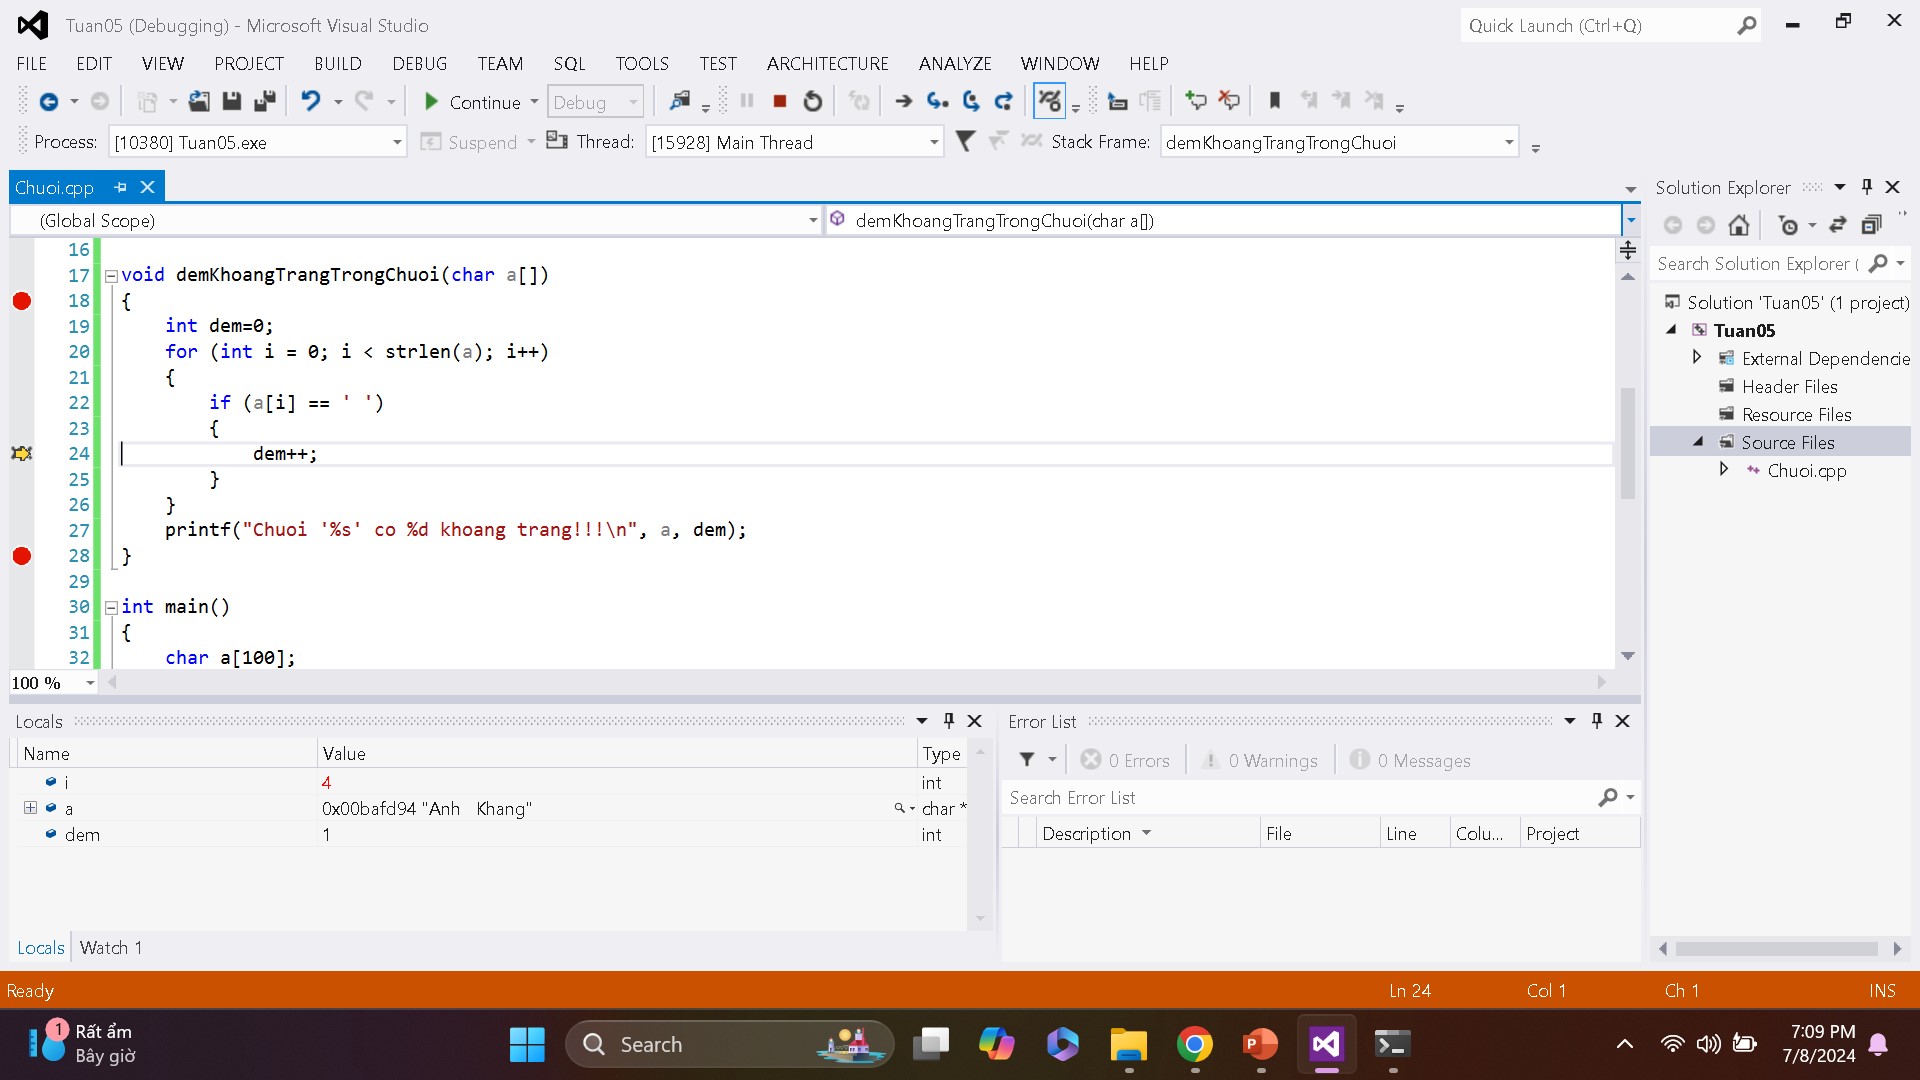 Tuan05 (Debugging) - Microsoft Visual Studio
Quick Launch (Ctrl+Q)
FILE EDIT VIEW PROJECT BUILD DEBUG TEAM SQL TOOLS TEST ARCHITECTURE ANALYZE WINDOW HELP
Continue Debug
Process: [10380] Tuan05.exe Suspend Thread: [15928] Main Thread Stack Frame: demKhoangTrangTrongChuoi
Chuoi.cpp
(Global Scope) demKhoangTrangTrongChuoi(char a[])
16
17 void demKhoangTrangTrongChuoi(char a[])
18 {
19 int dem=0;
20 for (int i = 0; i < strlen(a); i++)
21 {
22 if (a[i] == ' ')
23 {
24 dem++;
25 }
26 }
27 printf("Chuoi '%s' co %d khoang trang!!!\n", a, dem);
28 }
29
30 int main()
31 {
32 char a[100];
100 %
Solution Explorer
Search Solution Explorer (
Solution 'Tuan05' (1 project)
Tuan05
External Dependencie
Header Files
Resource Files
Source Files
Chuoi.cpp
Locals
Name Value Type
i 4 int
a 0x00bafd94 "Anh   Khang" char *
dem 1 int
Locals Watch 1
Error List
0 Errors 0 Warnings 0 Messages
Search Error List
Description File Line Colu... Project
Ready Ln 24 Col 1 Ch 1 INS
1 Rất ẩm
Bây giờ
Search
P
7:09 PM
7/8/2024